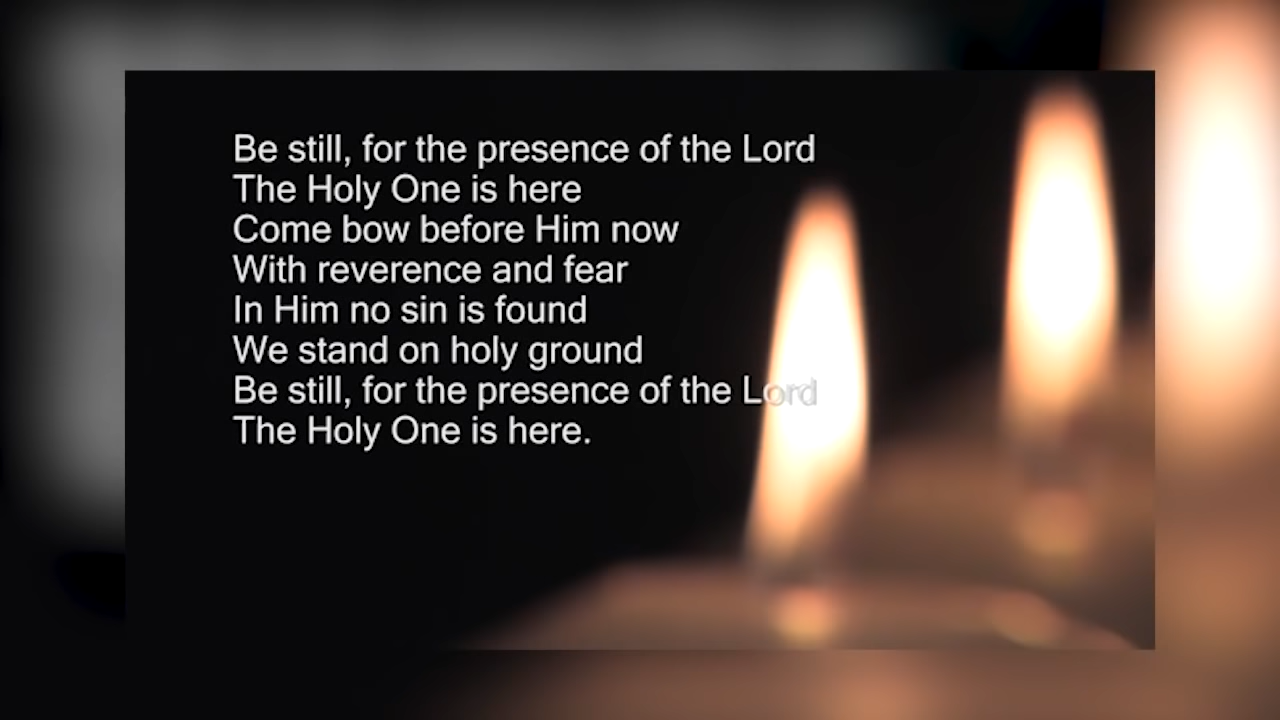 Be still, for the presence of the Lord
The Holy One is here
Come bow before Him now
With reverence and fear
In Him no sin is found
We stand on holy ground
Be still, for the presence of the Lord
The Holy One is here.